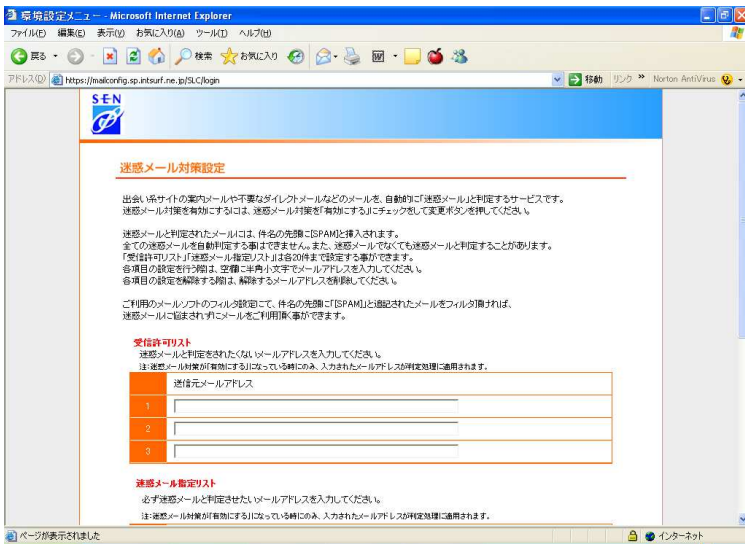 環境設定メニュー - Microsoft Internet Explorer
ファイル(F) 編集(E) 表示(V) お気に入り(A) ツール(T) ヘルプ(H)
戻る 検索 お気に入り
アドレス(D) https://mailconfig.sp.intsurf.ne.jp/SLC/login 移動 リンク » Norton AntiVirus
SEN
迷惑メール対策設定
出会い系サイトの案内メールや不要なダイレクトメールなどのメールを、自動的に「迷惑メール」と判定するサービスです。
迷惑メール対策を有効にするには、迷惑メール対策を「有効にする」にチェックをして変更ボタンを押してください。
迷惑メールと判定されたメールには、件名の先頭に[SPAM]と挿入されます。
全ての迷惑メールを自動判定する事はできません。また、迷惑メールでなくても迷惑メールと判定することがあります。
「受信許可リスト」「迷惑メール指定リスト」は各20件まで設定する事ができます。
各項目の設定を行う際は、空欄に半角小文字でメールアドレスを入力してください。
各項目の設定を解除する際は、解除するメールアドレスを削除してください。
ご利用のメールソフトのフィルタ設定にて、件名の先頭に「[SPAM]」と追記されたメールをフィルタ頂ければ、
迷惑メールに悩まされずにメールをご利用頂く事ができます。
受信許可リスト
迷惑メールと判定をされたくないメールアドレスを入力してください。
注:迷惑メール対策が「有効にする」になっている時にのみ、入力されたメールアドレスが判定処理に適用されます。
送信元メールアドレス
1
2
3
迷惑メール指定リスト
必ず迷惑メールと判定させたいメールアドレスを入力してください。
注:迷惑メール対策が「有効にする」になっている時にのみ、入力されたメールアドレスが判定処理に適用されます。
ページが表示されました インターネット